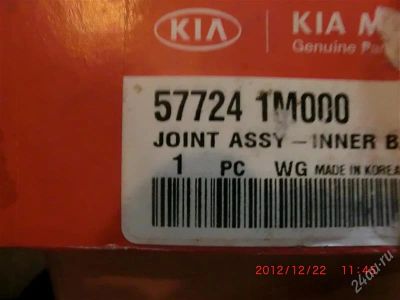 KIA
KIA M
Genuine Par
57724 1M000
JOINT ASSY-INNER B
1 PC WG MADE IN KOREA
2012/12/22 11:46
24au.ru